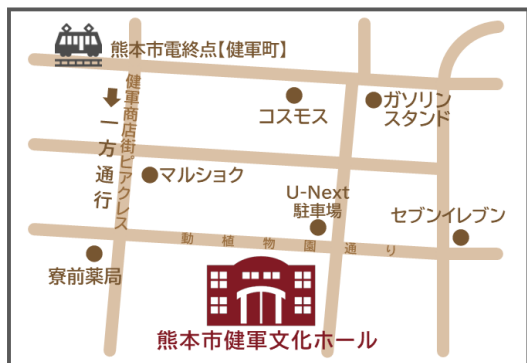 熊本市電終点【健軍町】
健軍商店街ピアクレス
一方通行
コスモス
ガソリン
スタンド
マルショク
U-Next
駐車場
セブンイレブン
動植物園通り
寮前薬局
熊本市健軍文化ホール